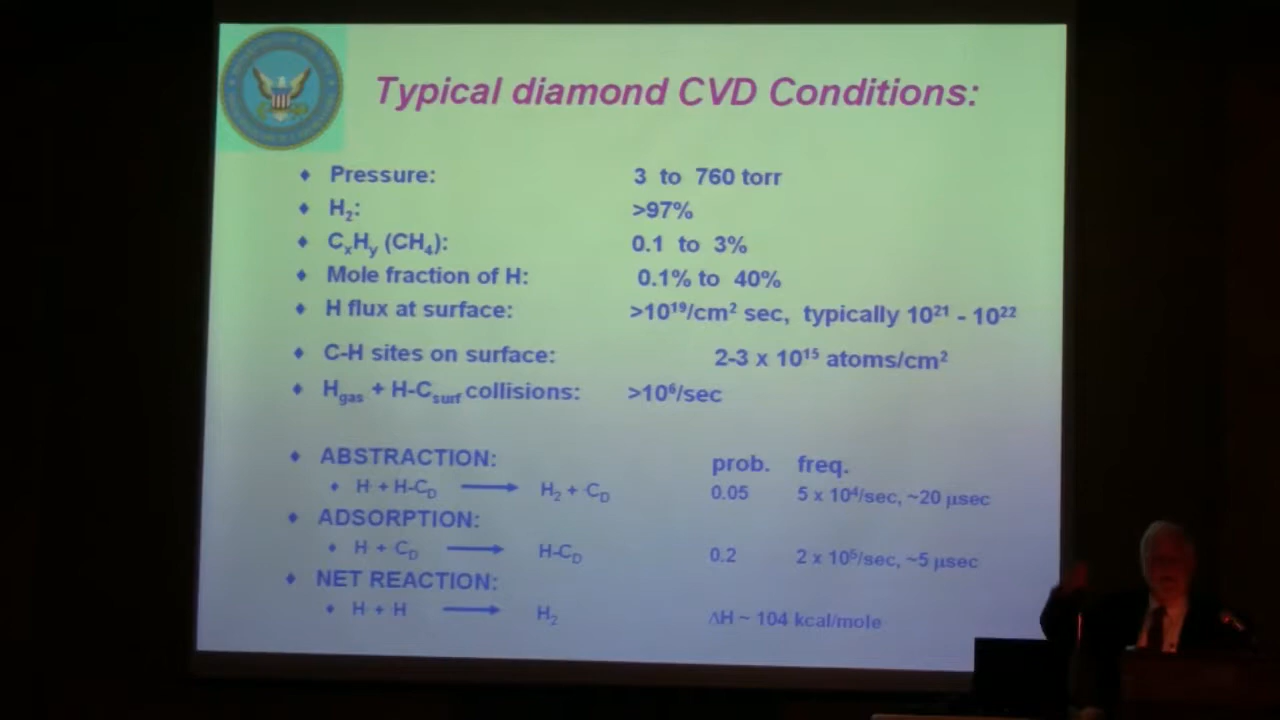 Typical diamond CVD Conditions:
♦ Pressure: 3 to 760 torr
♦ H₂: >97%
♦ CₓHᵧ (CH₄): 0.1 to 3%
♦ Mole fraction of H: 0.1% to 40%
♦ H flux at surface: >10¹⁹/cm² sec, typically 10²¹ - 10²²
♦ C-H sites on surface: 2-3 x 10¹⁵ atoms/cm²
♦ H_gas + H-C_surf collisions: >10⁶/sec
♦ ABSTRACTION: prob. freq.
♦ H + H-C_D ⟶ H₂ + C_D 0.05 5 x 10⁴/sec, ~20 μsec
♦ ADSORPTION:
♦ H + C_D ⟶ H-C_D 0.2 2 x 10⁵/sec, ~5 μsec
♦ NET REACTION:
♦ H + H ⟶ H₂ ΔH ~ 104 kcal/mole